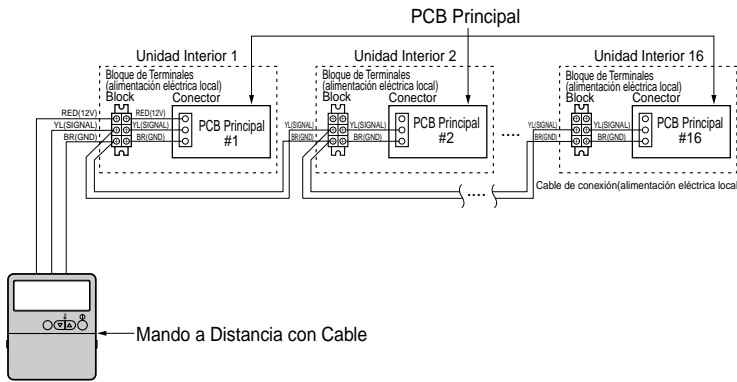 PCB Principal
Unidad Interior 1
Bloque de Terminales
(alimentación eléctrica local)
Block Conector
RED(12V) RED(12V)
YL(SIGNAL) YL(SIGNAL)
BR(GND) BR(GND)
PCB Principal
#1
Unidad Interior 2
Bloque de Terminales
(alimentación eléctrica local)
Block Conector
YL(SIGNAL) YL(SIGNAL)
BR(GND) BR(GND)
PCB Principal
#2
Unidad Interior 16
Bloque de Terminales
(alimentación eléctrica local)
Block Conector
YL(SIGNAL) YL(SIGNAL)
BR(GND) BR(GND)
PCB Principal
#16
Cable de conexión(alimentación eléctrica local
Mando a Distancia con Cable